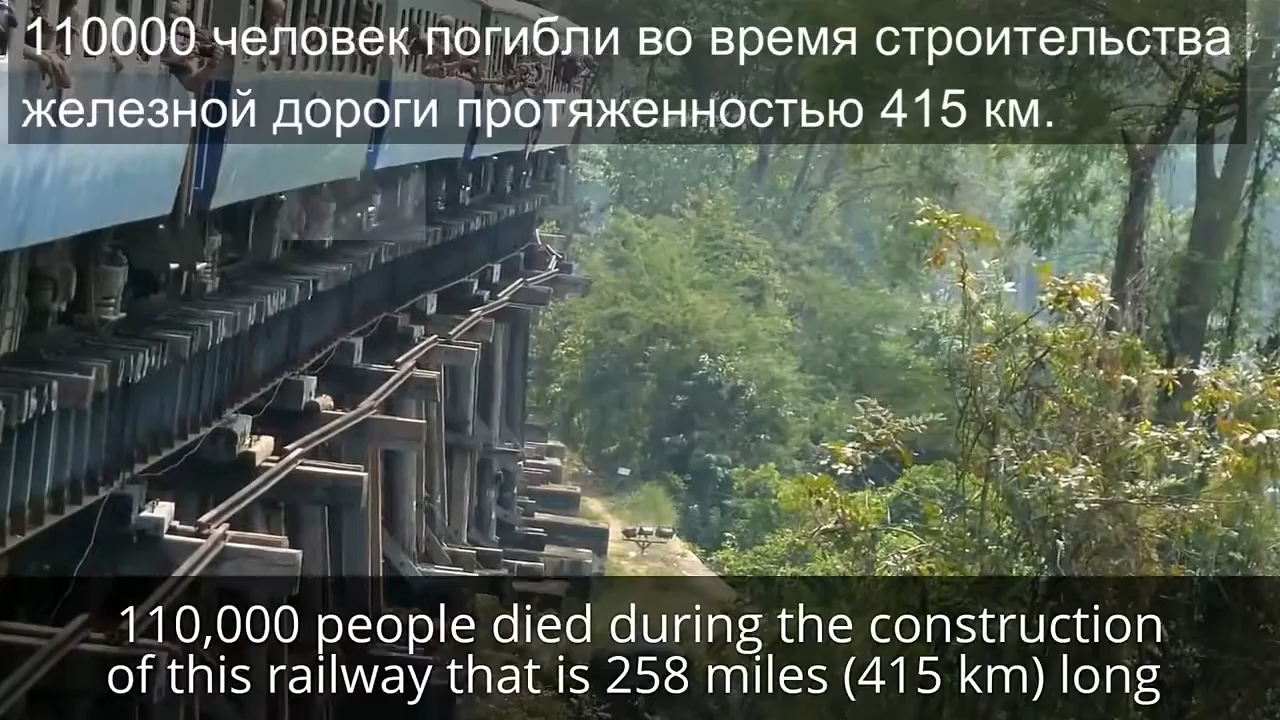 110000 человек погибли во время строительства
железной дороги протяженностью 415 км.
110,000 people died during the construction
of this railway that is 258 miles (415 km) long